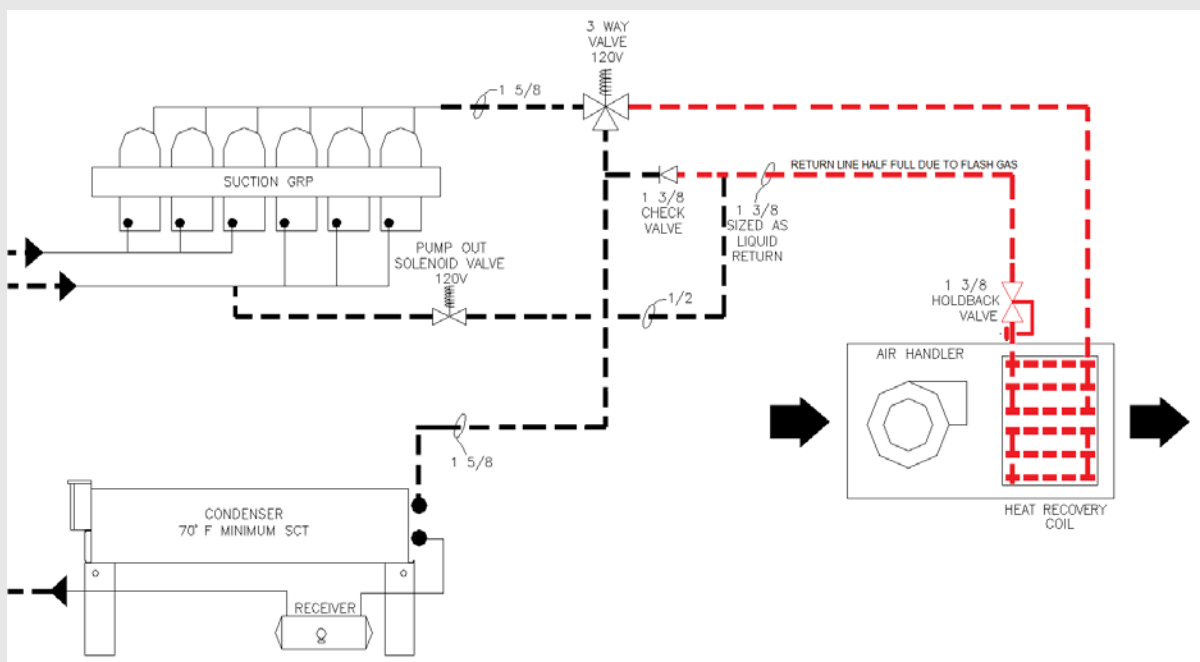 3 WAY
VALVE
120V
1 5/8
RETURN LINE HALF FULL DUE TO FLASH GAS
SUCTION GRP
1 3/8
CHECK
VALVE
1 3/8
SIZED AS
LIQUID
RETURN
PUMP OUT
SOLENOID VALVE
120V
1/2
1 3/8
HOLDBACK
VALVE
AIR HANDLER
1 5/8
CONDENSER
70° F MINIMUM SCT
HEAT RECOVERY
COIL
RECEIVER